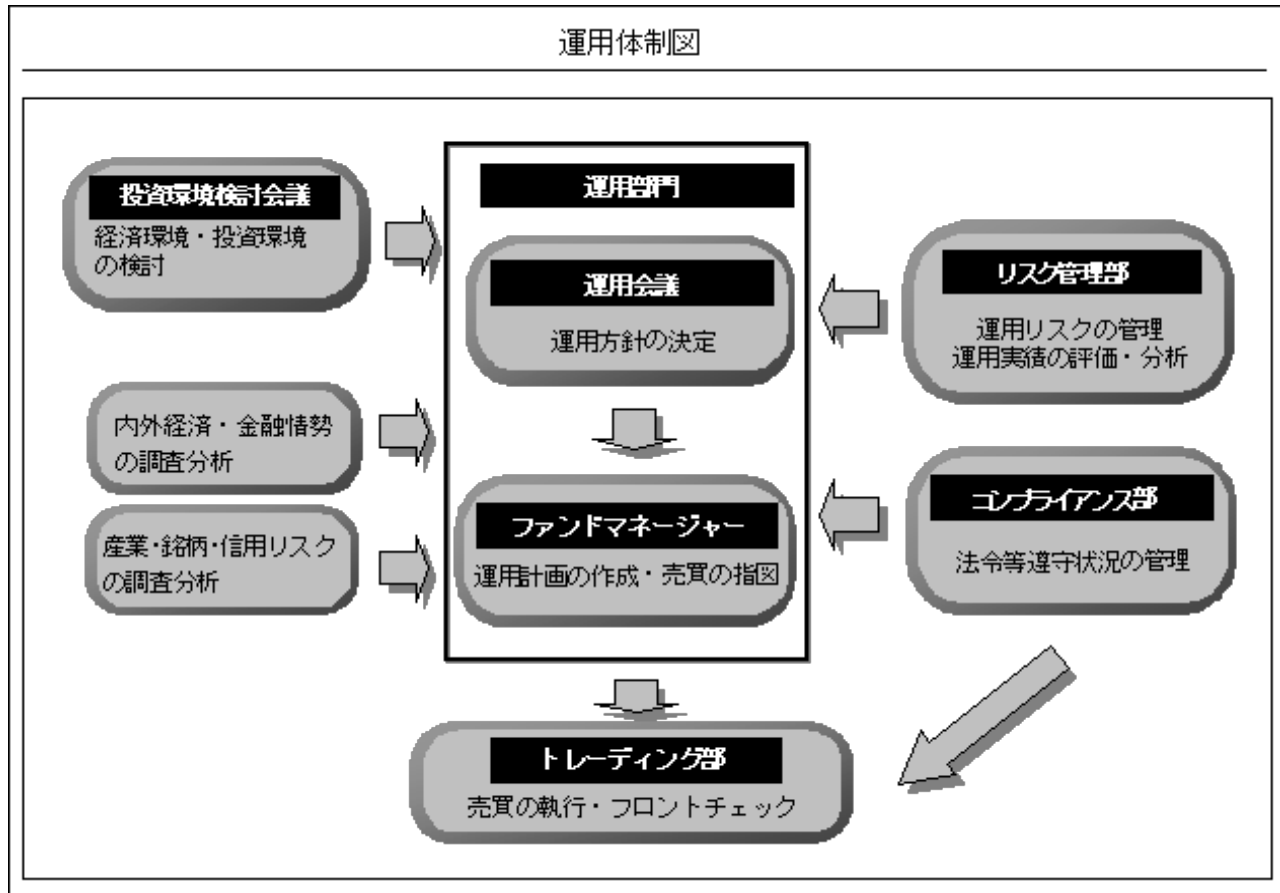 運用体制図
投資環境検討会議
経済環境・投資環境
の検討
内外経済・金融情勢
の調査分析
産業・銘柄・信用リスク
の調査分析
運用部門
運用会議
運用方針の決定
ファンドマネージャー
運用計画の作成・売買の指図
リスク管理部
運用リスクの管理
運用実績の評価・分析
コンプライアンス部
法令等遵守状況の管理
トレーディング部
売買の執行・フロントチェック